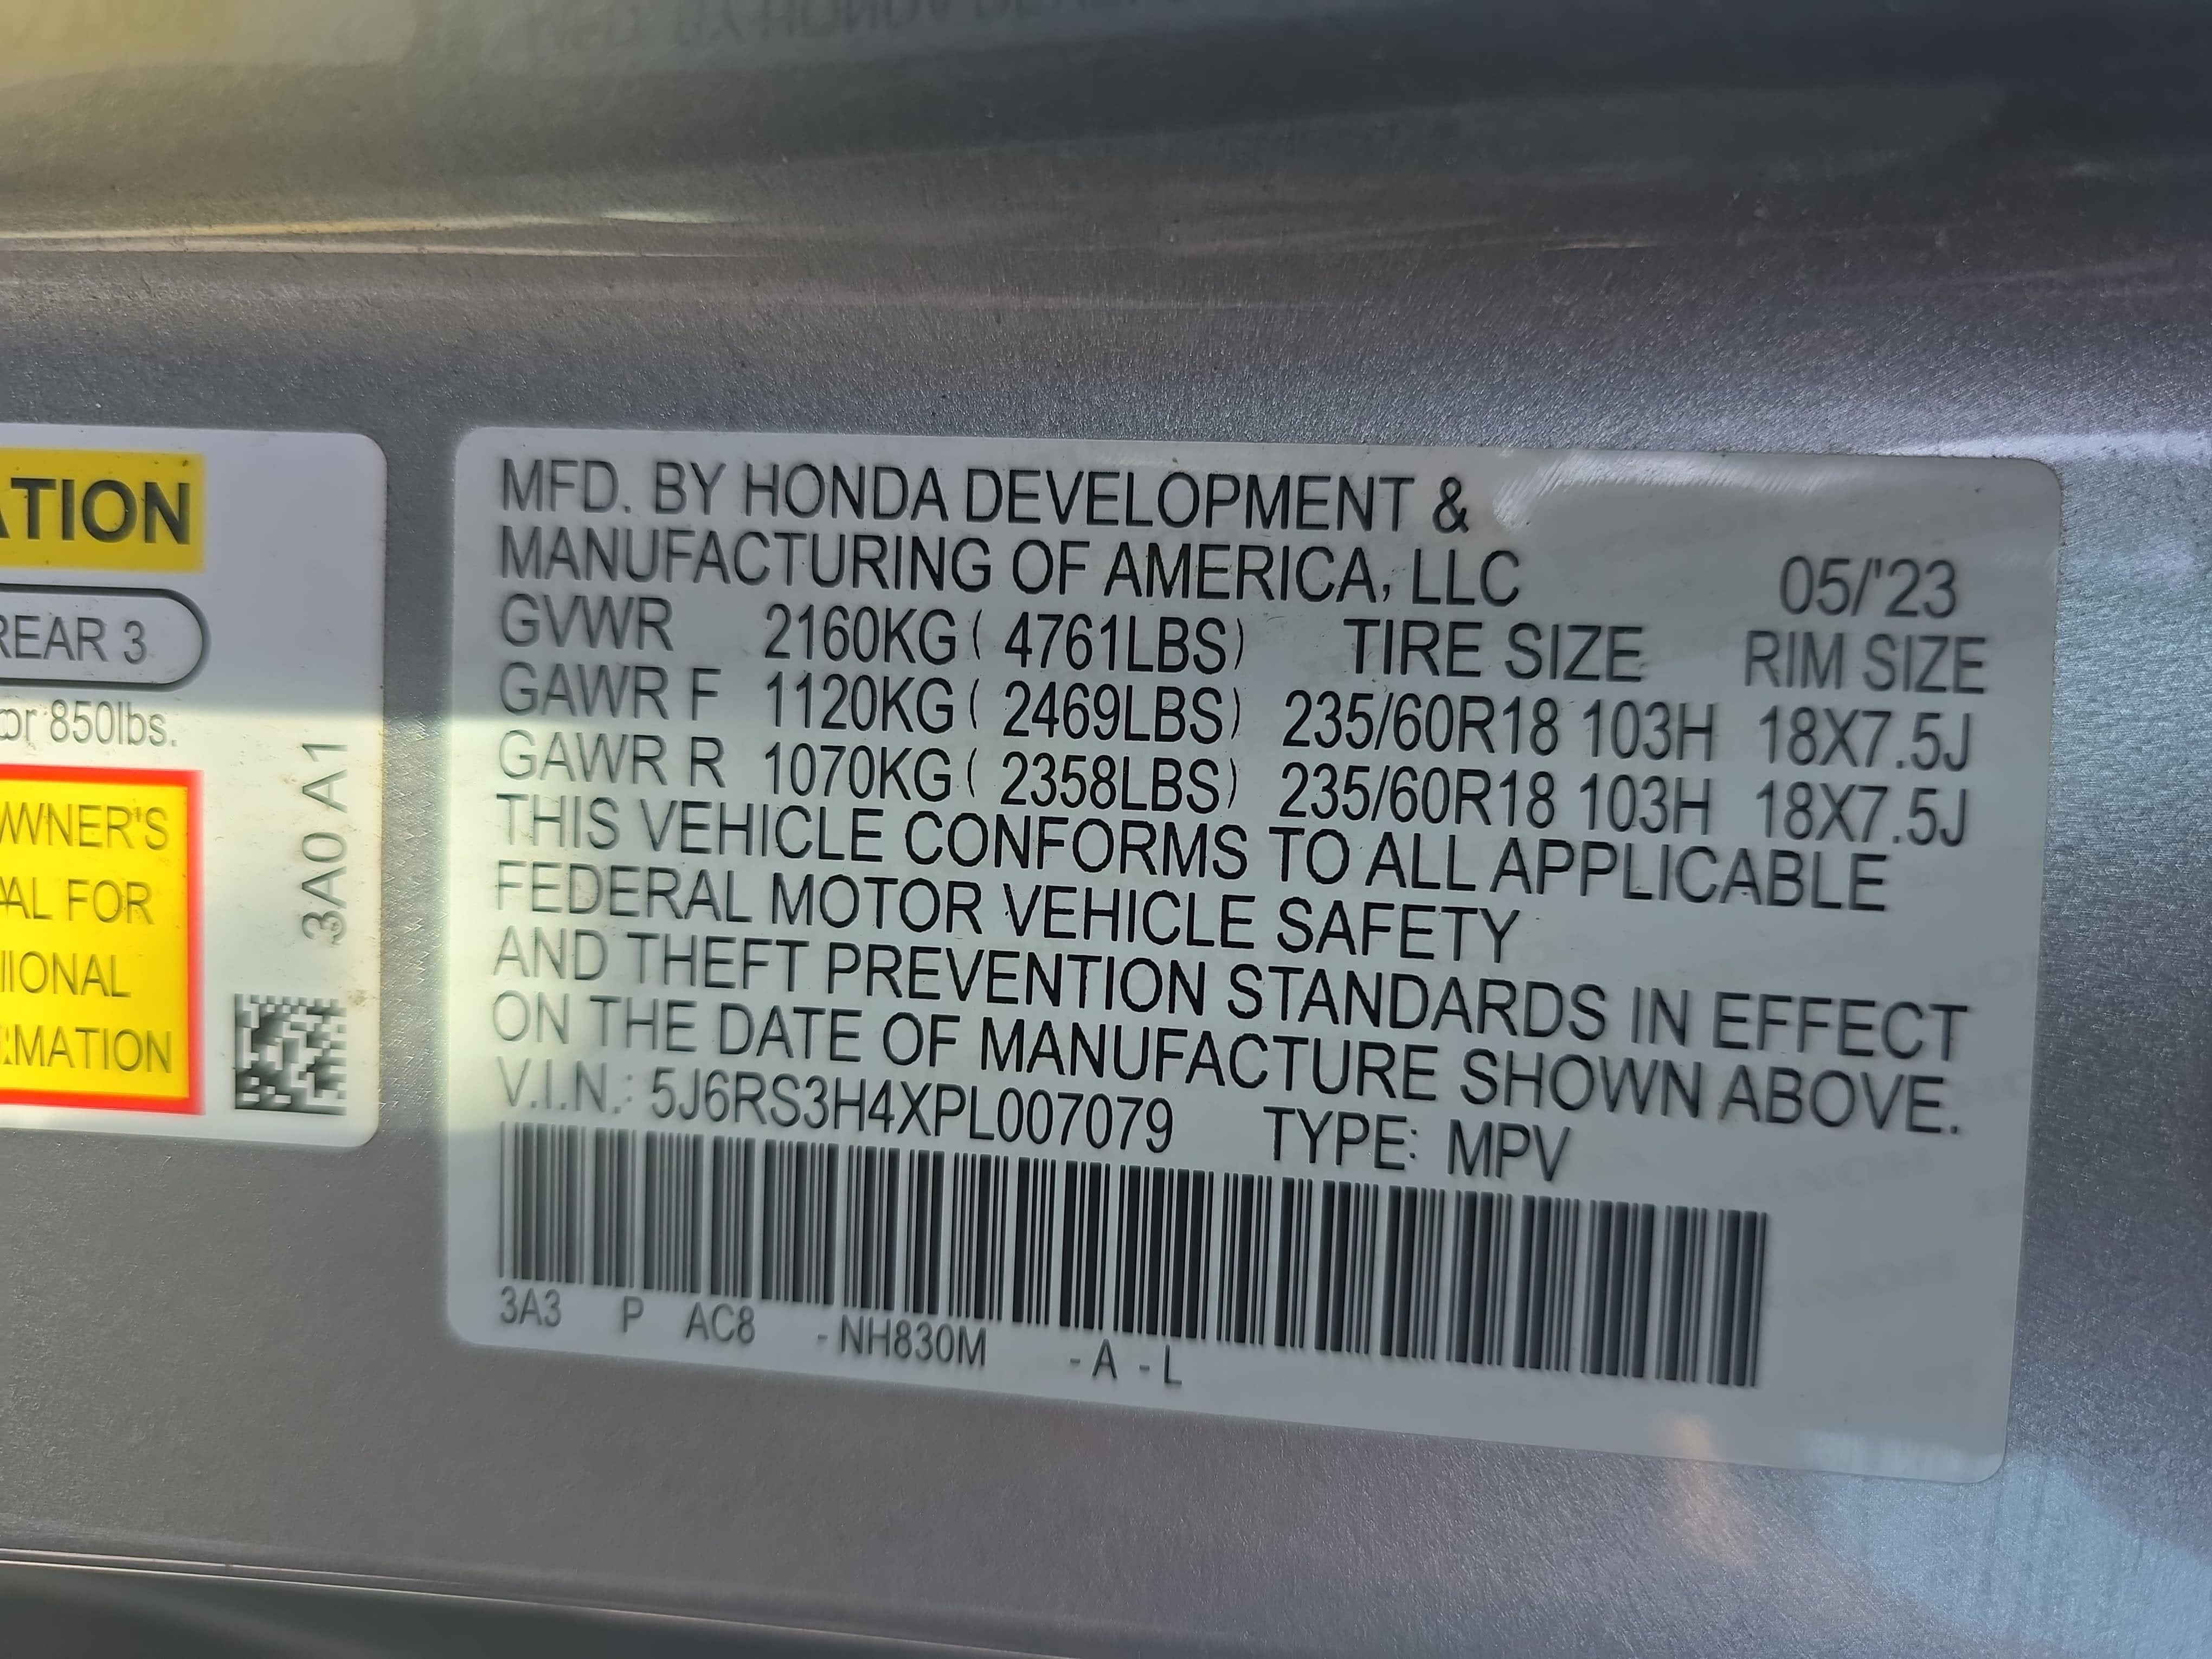 ATION
REAR 3
or 850lbs.
OWNER'S
FOR
MATION
3A0 A1
MFD. BY HONDA DEVELOPMENT &
MANUFACTURING OF AMERICA, LLC 05/'23
GVWR 2160KG ( 4761LBS) TIRE SIZE RIM SIZE
GAWR F 1120KG ( 2469LBS) 235/60R18 103H 18X7.5J
GAWR R 1070KG ( 2358LBS) 235/60R18 103H 18X7.5J
THIS VEHICLE CONFORMS TO ALL APPLICABLE
FEDERAL MOTOR VEHICLE SAFETY
AND THEFT PREVENTION STANDARDS IN EFFECT
ON THE DATE OF MANUFACTURE SHOWN ABOVE.
V.I.N.: 5J6RS3H4XPL007079 TYPE: MPV
3A3 P AC8 - NH830M - A - L